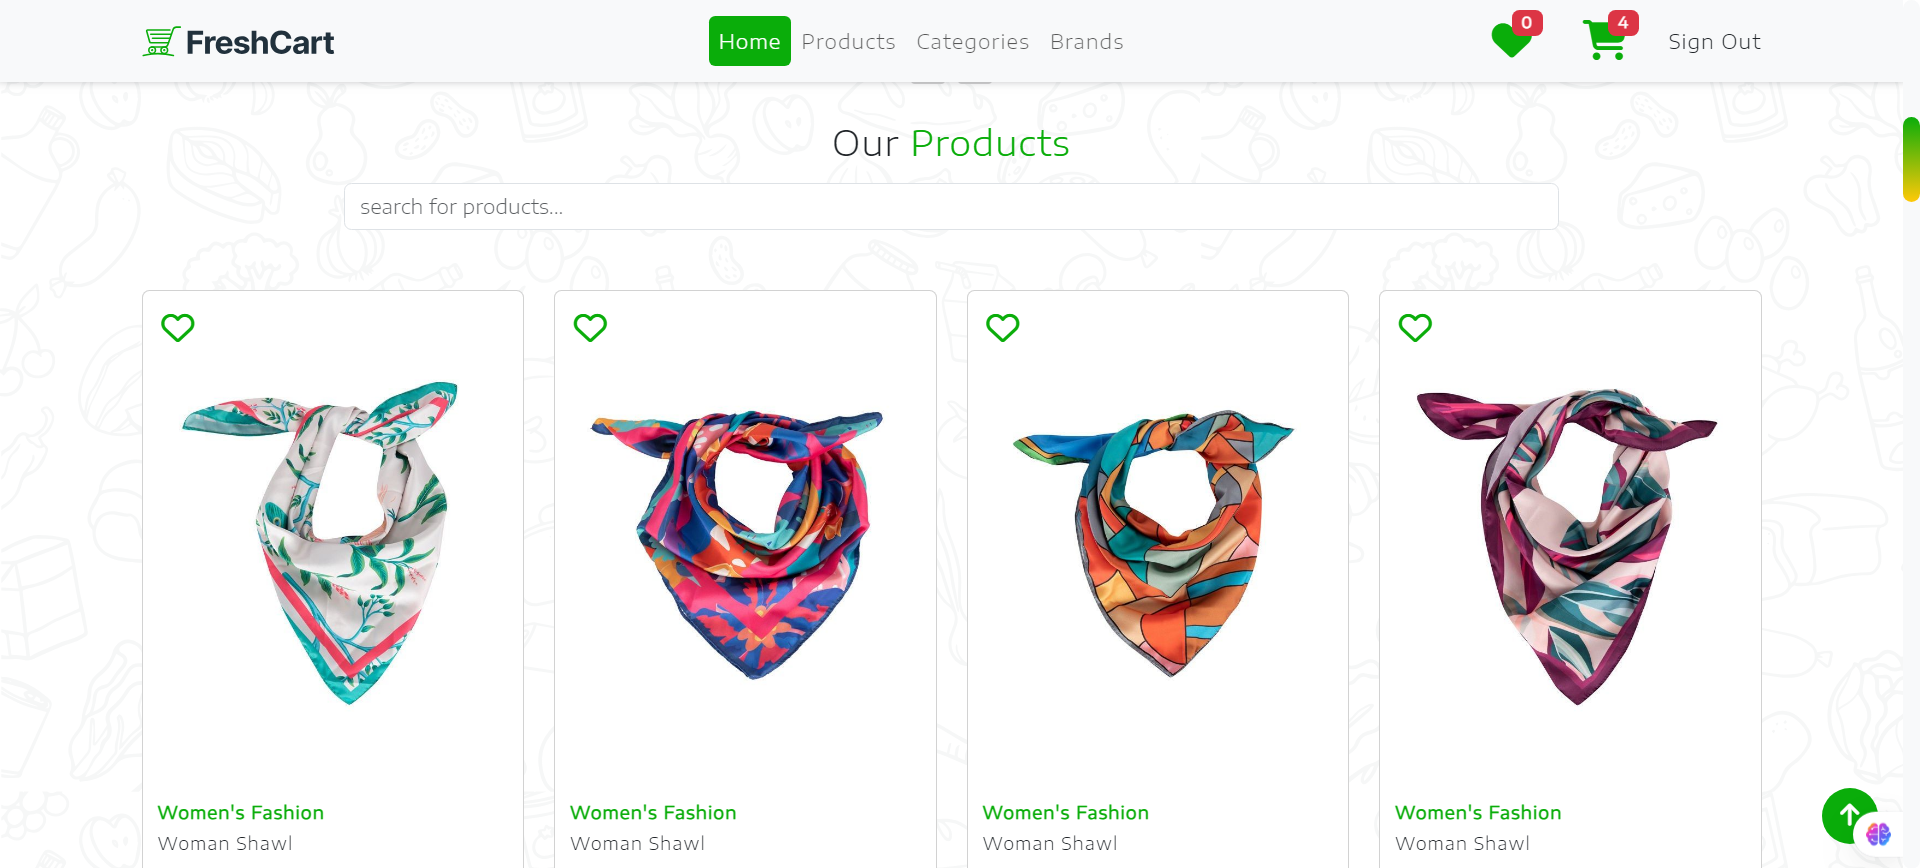 FreshCart
Home Products Categories Brands
0
4
Sign Out
Our Products
search for products...
Women's Fashion
Woman Shawl
Women's Fashion
Woman Shawl
Women's Fashion
Woman Shawl
Women's Fashion
Woman Shawl